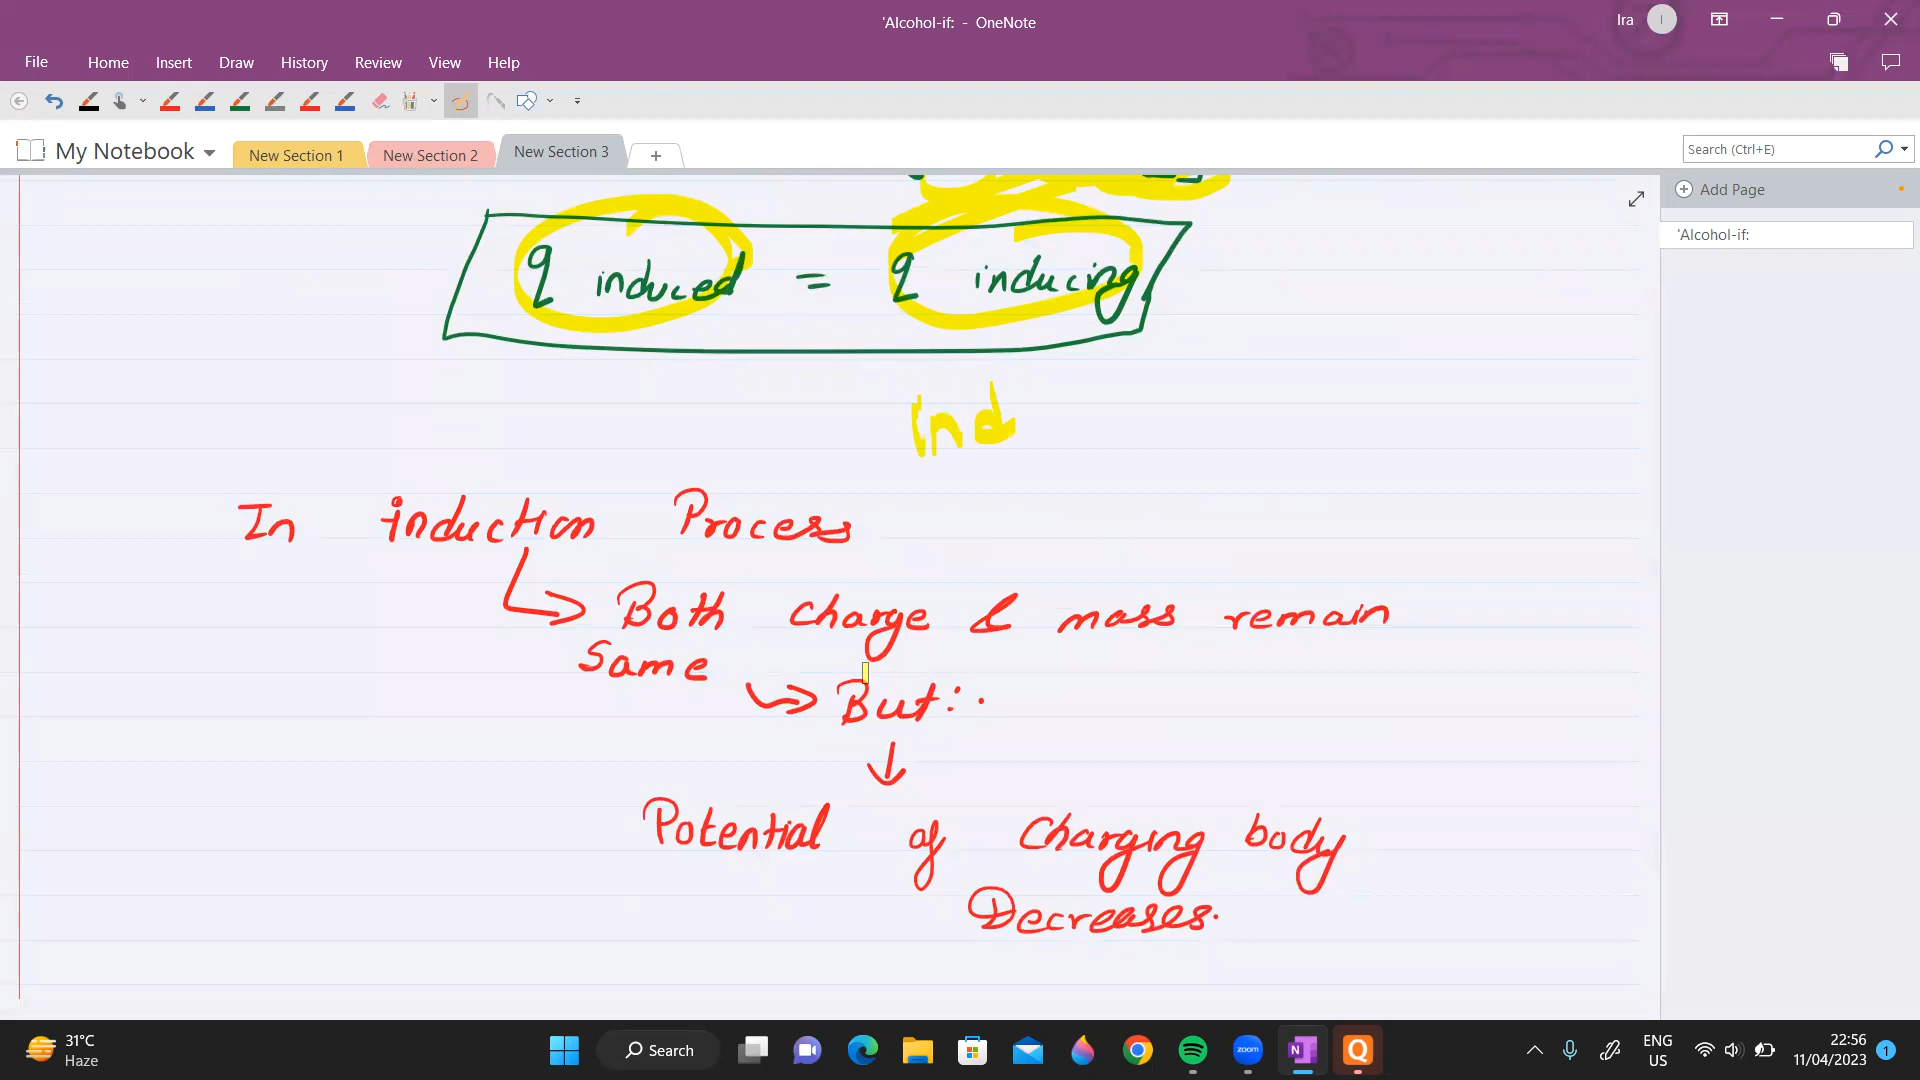 'Alcohol-if: - OneNote
Ira
I
File Home Insert Draw History Review View Help
My Notebook
New Section 1
New Section 2
New Section 3
+
Search (Ctrl+E)
Add Page
'Alcohol-if:
q induced = q inducing
Ind
In induction Process
Both charge & mass remain
Same
But:.
Potential of Charging body
Decreases.
31°C
Haze
Search
zoom
N
Q
ENG
US
22:56
11/04/2023
1